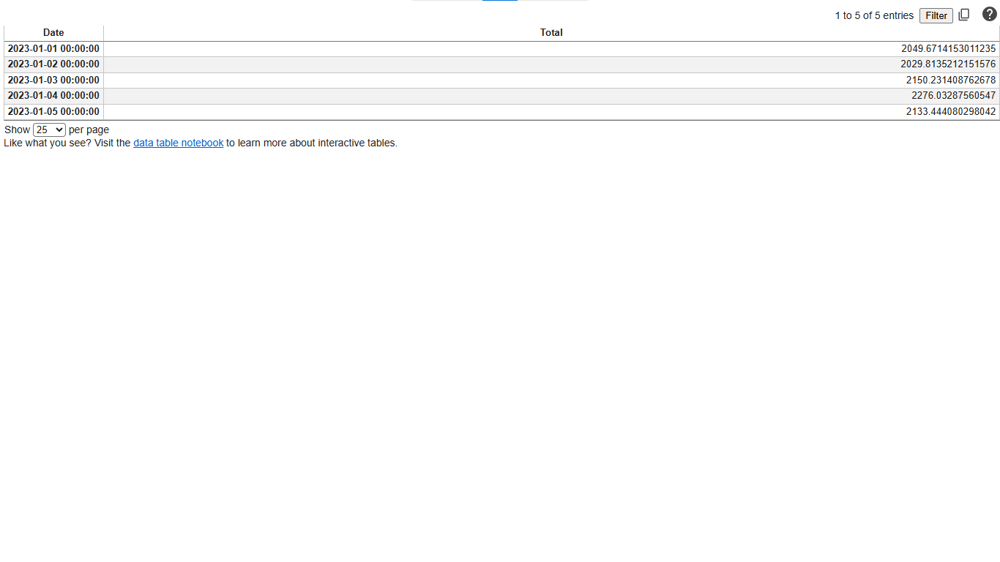 1 to 5 of 5 entries Filter
Date Total
2023-01-01 00:00:00 2049.6714153011235
2023-01-02 00:00:00 2029.8135212151576
2023-01-03 00:00:00 2150.231408762678
2023-01-04 00:00:00 2276.03287560547
2023-01-05 00:00:00 2133.444080298042
Show 25 per page
Like what you see? Visit the data table notebook to learn more about interactive tables.